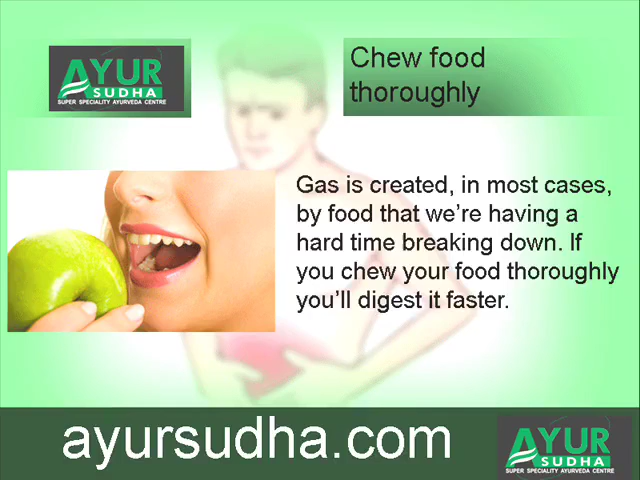 AYUR
SUDHA
SUPER SPECIALITY AYURVEDA CENTRE
Chew food
thoroughly
Gas is created, in most cases,
by food that we're having a
hard time breaking down. If
you chew your food thoroughly
you'll digest it faster.
ayursudha.com
AYUR
SUDHA
SUPER SPECIALITY AYURVEDA CENTRE